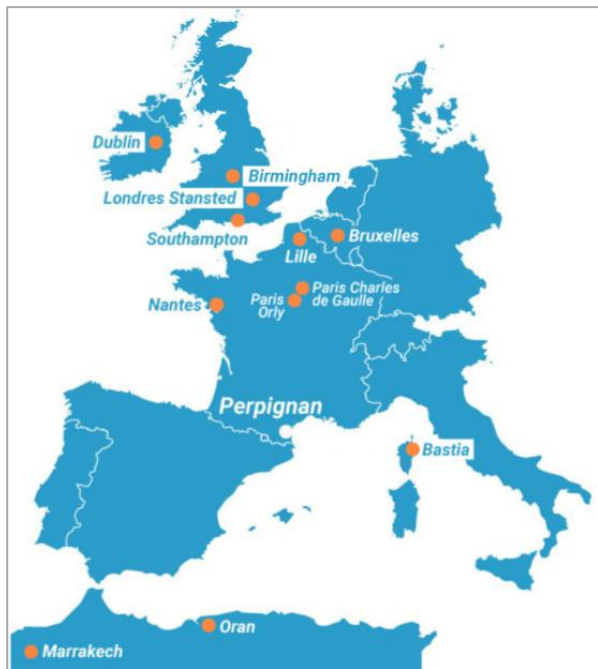 Dublin
Birmingham
Londres Stansted
Southampton
Bruxelles
Lille
Paris Charles
de Gaulle
Paris
Orly
Nantes
Perpignan
Bastia
Oran
Marrakech